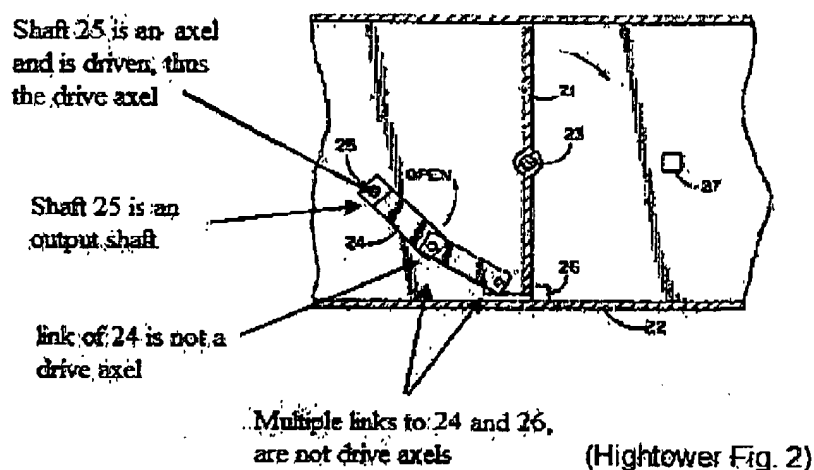 Shaft 25 is an axel
and is driven, thus
the drive axel
Shaft 25 is an
output shaft
link of 24 is not a
drive axel
Multiple links to 24 and 26,
are not drive axels
25
OPEN
24
21
23
27
26
22
(Hightower Fig. 2)